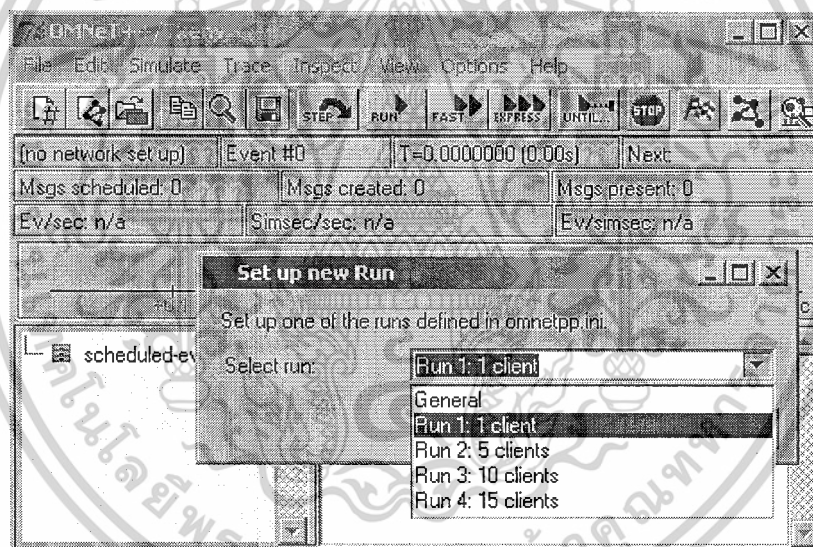 OMNeT++/Tkenv
File Edit Simulate Trace Inspect View Options Help
STEP RUN FAST EXPRESS UNTIL... STOP
(no network set up) Event #0 T=0.0000000 (0.00s) Next:
Msgs scheduled: 0 Msgs created: 0 Msgs present: 0
Ev/sec: n/a Simsec/sec: n/a Ev/simsec: n/a
Set up new Run
Set up one of the runs defined in omnetpp.ini.
scheduled-ev
Select run:
Run 1: 1 client
General
Run 1: 1 client
Run 2: 5 clients
Run 3: 10 clients
Run 4: 15 clients